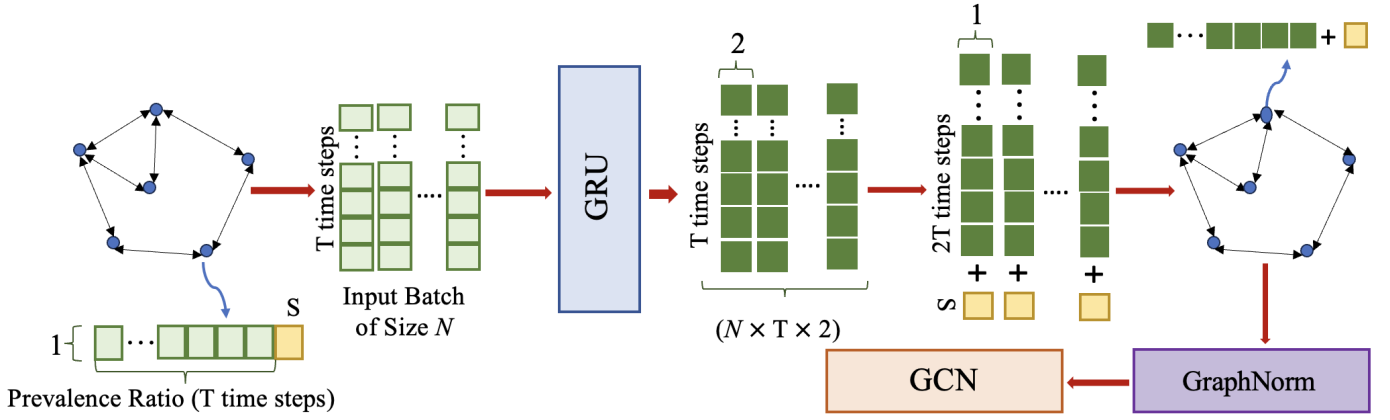 S
1
Prevalence Ratio (T time steps)
T time steps
Input Batch
of Size N
GRU
2
T time steps
(N × T × 2)
1
2T time steps
S
+ + +
+
GraphNorm
GCN